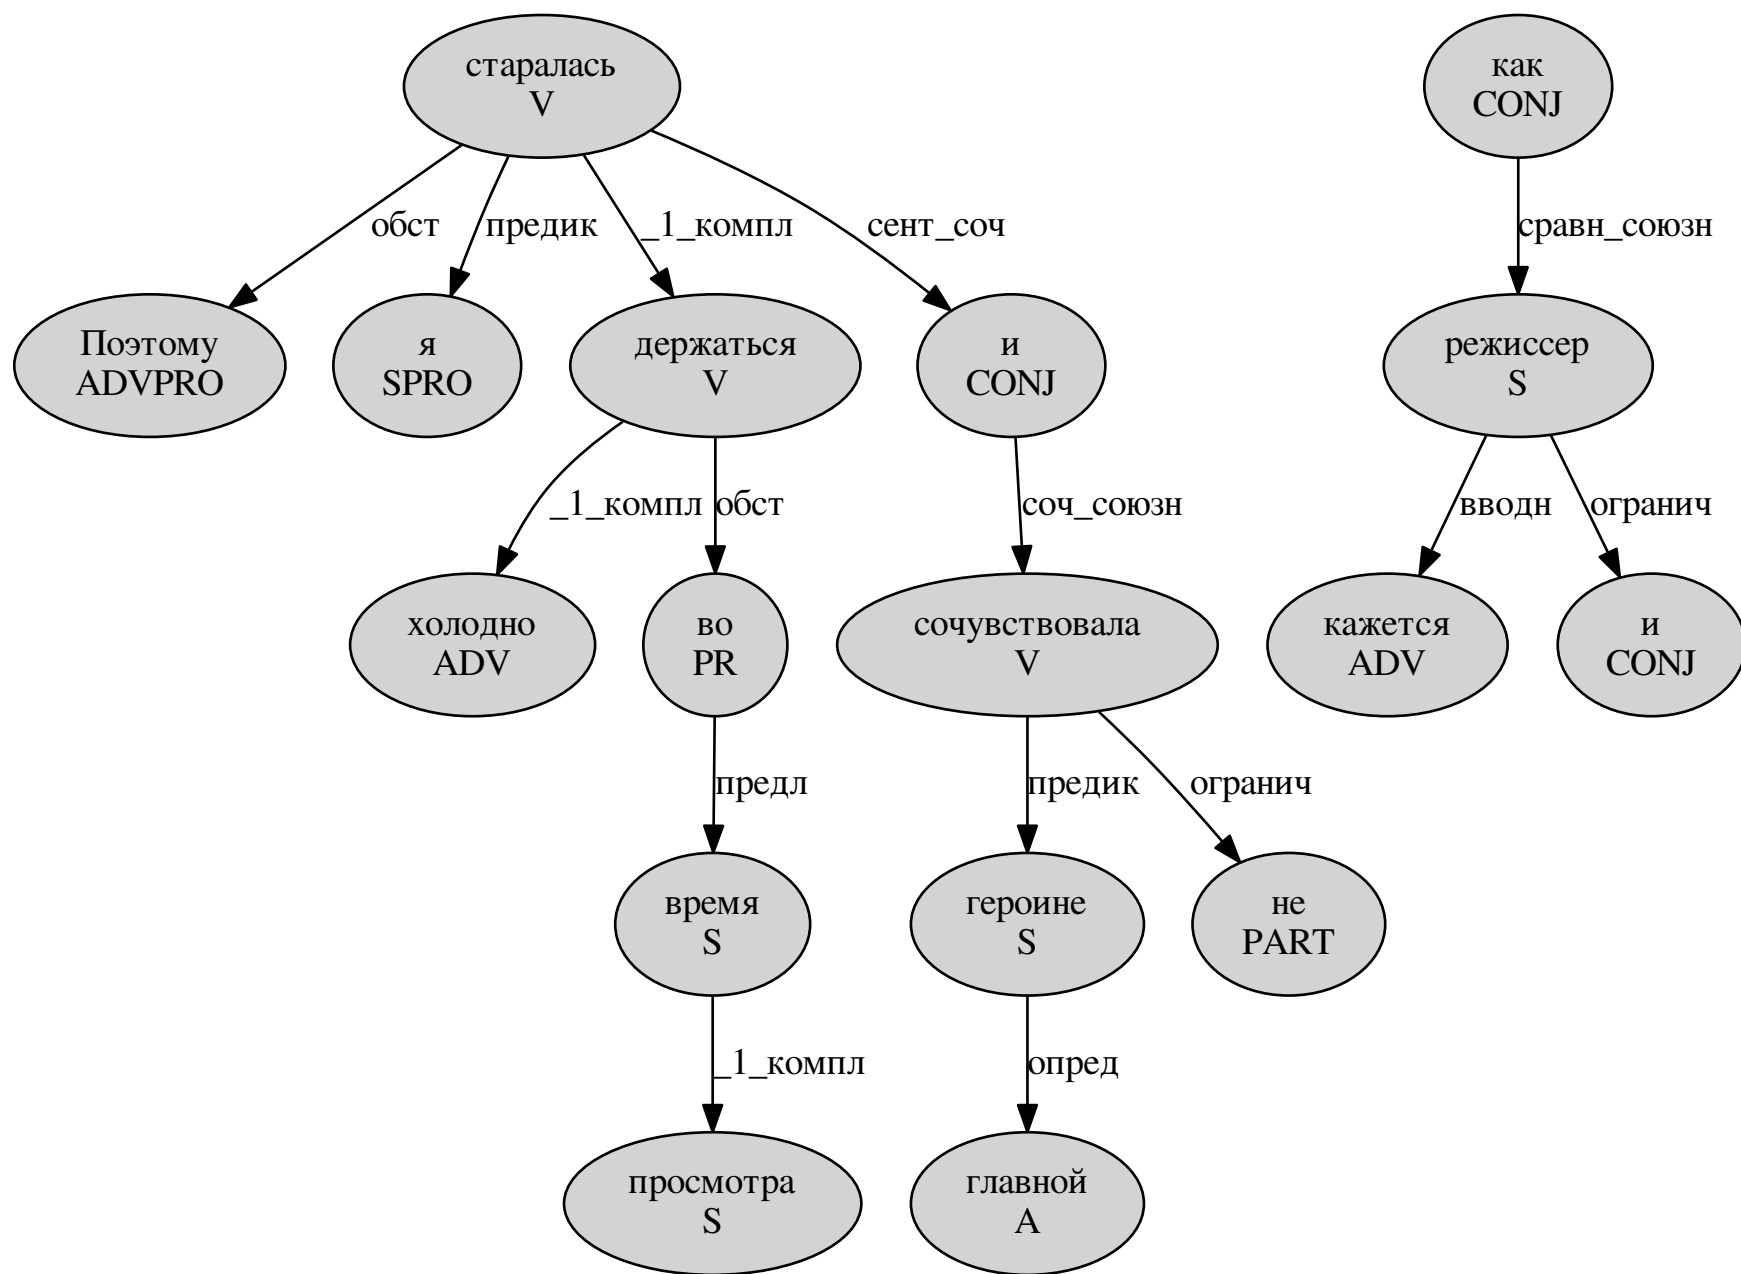 старалась
V
как
CONJ
обст
предик
_1_компл
сент_соч
сравн_союзн
Поэтому
ADVPRO
я
SPRO
держаться
V
и
CONJ
режиссер
S
_1_компл
обст
соч_союзн
вводн
огранич
холодно
ADV
во
PR
сочувствовала
V
кажется
ADV
и
CONJ
предл
предик
огранич
время
S
героине
S
не
PART
_1_компл
опред
просмотра
S
главной
A